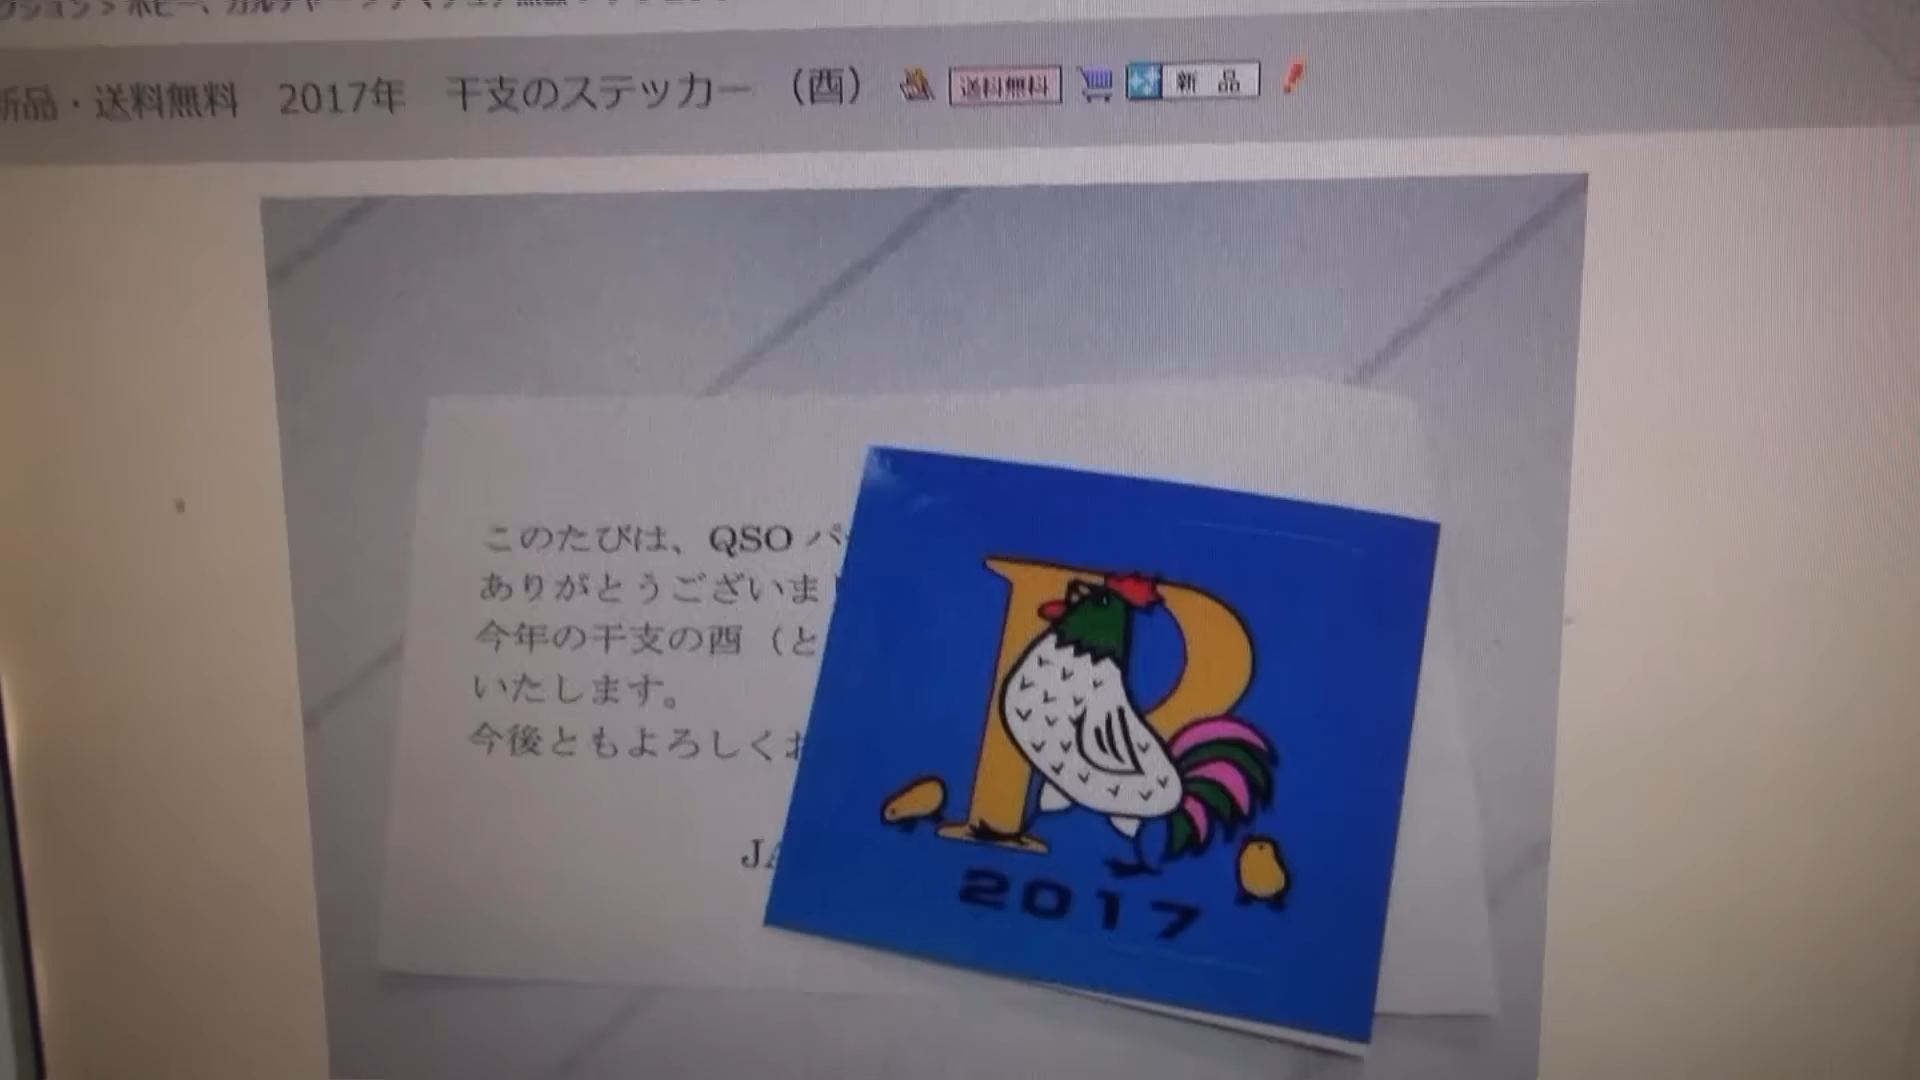 新品・送料無料 2017年 干支のステッカー （酉） 送料無料 新 品
このたびは、QSO パ
ありがとうございま
今年の干支の酉（と
いたします。
今後ともよろしくお
JA
R
2017